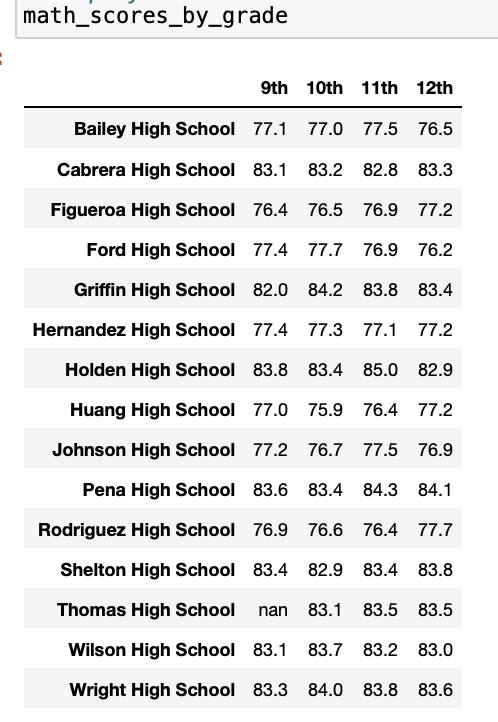 math_scores_by_grade
9th 10th 11th 12th
Bailey High School 77.1 77.0 77.5 76.5
Cabrera High School 83.1 83.2 82.8 83.3
Figueroa High School 76.4 76.5 76.9 77.2
Ford High School 77.4 77.7 76.9 76.2
Griffin High School 82.0 84.2 83.8 83.4
Hernandez High School 77.4 77.3 77.1 77.2
Holden High School 83.8 83.4 85.0 82.9
Huang High School 77.0 75.9 76.4 77.2
Johnson High School 77.2 76.7 77.5 76.9
Pena High School 83.6 83.4 84.3 84.1
Rodriguez High School 76.9 76.6 76.4 77.7
Shelton High School 83.4 82.9 83.4 83.8
Thomas High School nan 83.1 83.5 83.5
Wilson High School 83.1 83.7 83.2 83.0
Wright High School 83.3 84.0 83.8 83.6